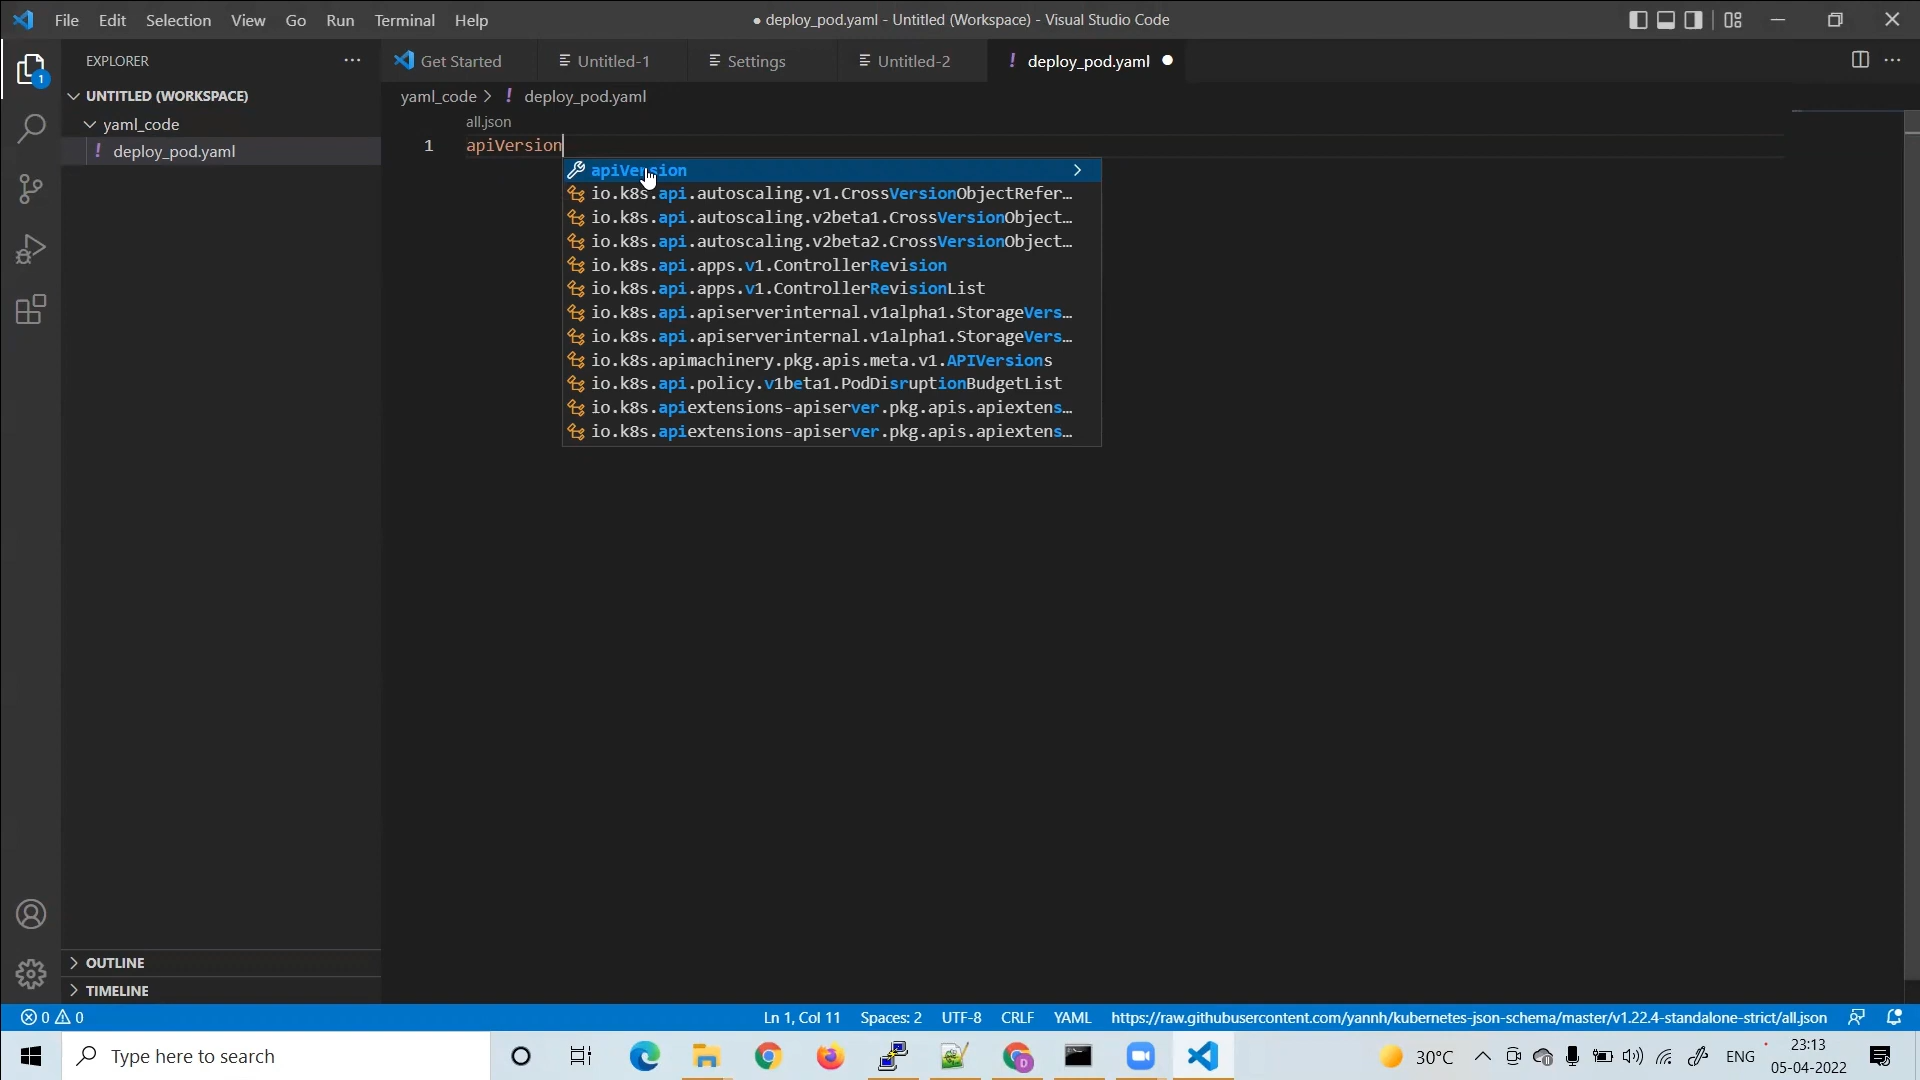 File Edit Selection View Go Run Terminal Help
● deploy_pod.yaml - Untitled (Workspace) - Visual Studio Code
EXPLORER ...
Get Started Untitled-1 Settings Untitled-2 ! deploy_pod.yaml ●
1
UNTITLED (WORKSPACE)
yaml_code
! deploy_pod.yaml
yaml_code > ! deploy_pod.yaml
all.json
1 apiVersion
apiVersion
io.k8s.api.autoscaling.v1.CrossVersionObjectRefer…
io.k8s.api.autoscaling.v2beta1.CrossVersionObject…
io.k8s.api.autoscaling.v2beta2.CrossVersionObject…
io.k8s.api.apps.v1.ControllerRevision
io.k8s.api.apps.v1.ControllerRevisionList
io.k8s.api.apiserverinternal.v1alpha1.StorageVers…
io.k8s.api.apiserverinternal.v1alpha1.StorageVers…
io.k8s.apimachinery.pkg.apis.meta.v1.APIVersions
io.k8s.api.policy.v1beta1.PodDisruptionBudgetList
io.k8s.apiextensions-apiserver.pkg.apis.apiextens…
io.k8s.apiextensions-apiserver.pkg.apis.apiextens…
OUTLINE
TIMELINE
0 0 Ln 1, Col 11 Spaces: 2 UTF-8 CRLF YAML https://raw.githubusercontent.com/yannh/kubernetes-json-schema/master/v1.22.4-standalone-strict/all.json
Type here to search
30°C ENG
23:13
05-04-2022